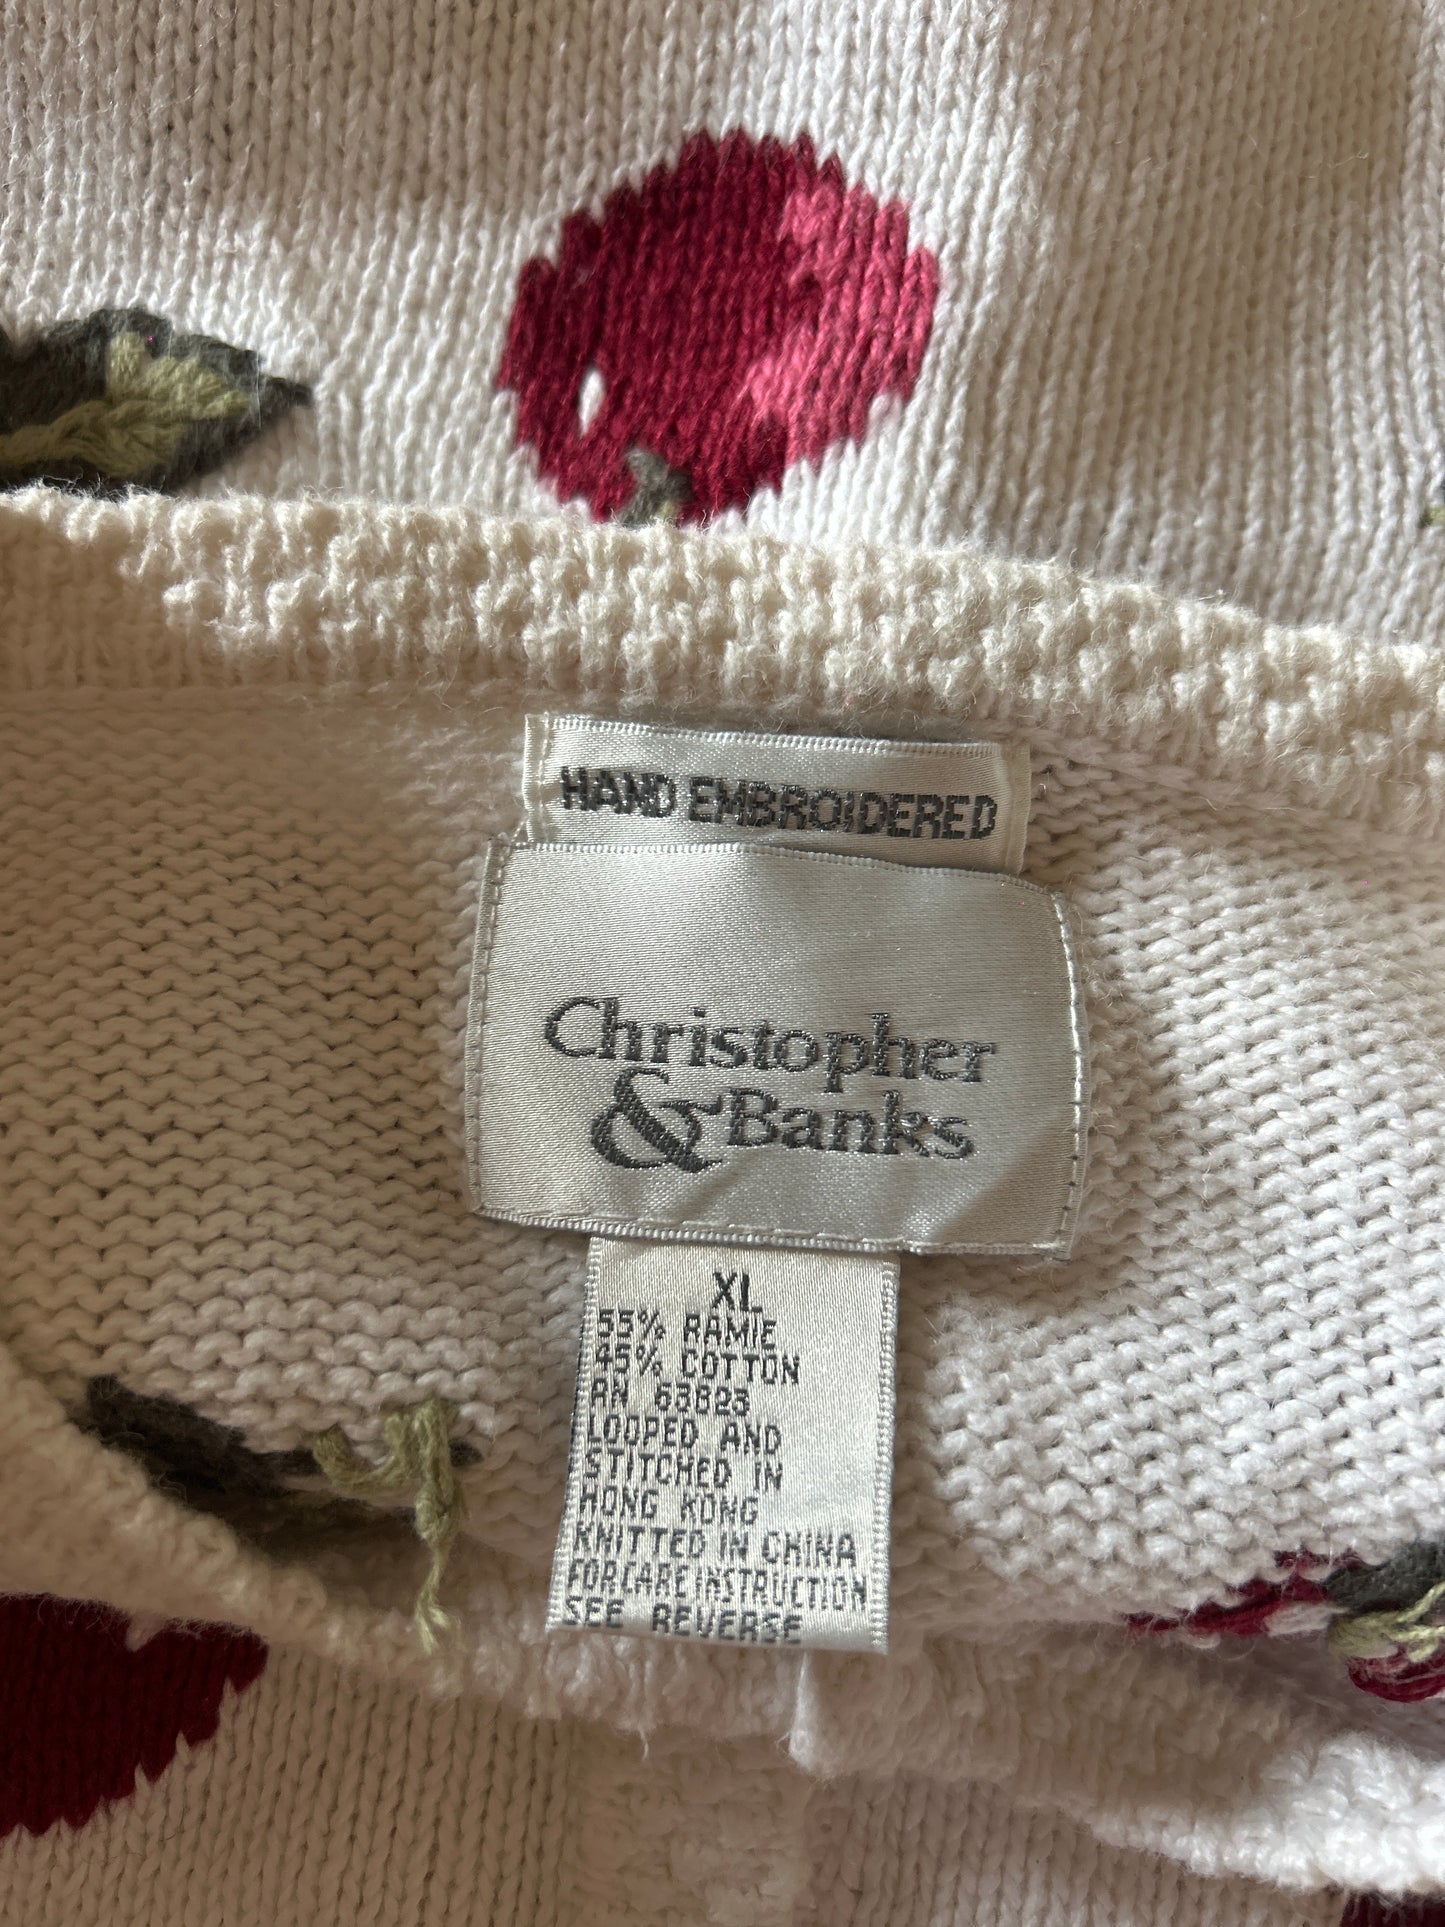 HAND EMBROIDERED
Christopher
& Banks
XL
55% RAMIE
45% COTTON
RN 63823
LOOPED AND
STITCHED IN
HONG KONG
KNITTED IN CHINA
FOR CARE INSTRUCTION
SEE REVERSE